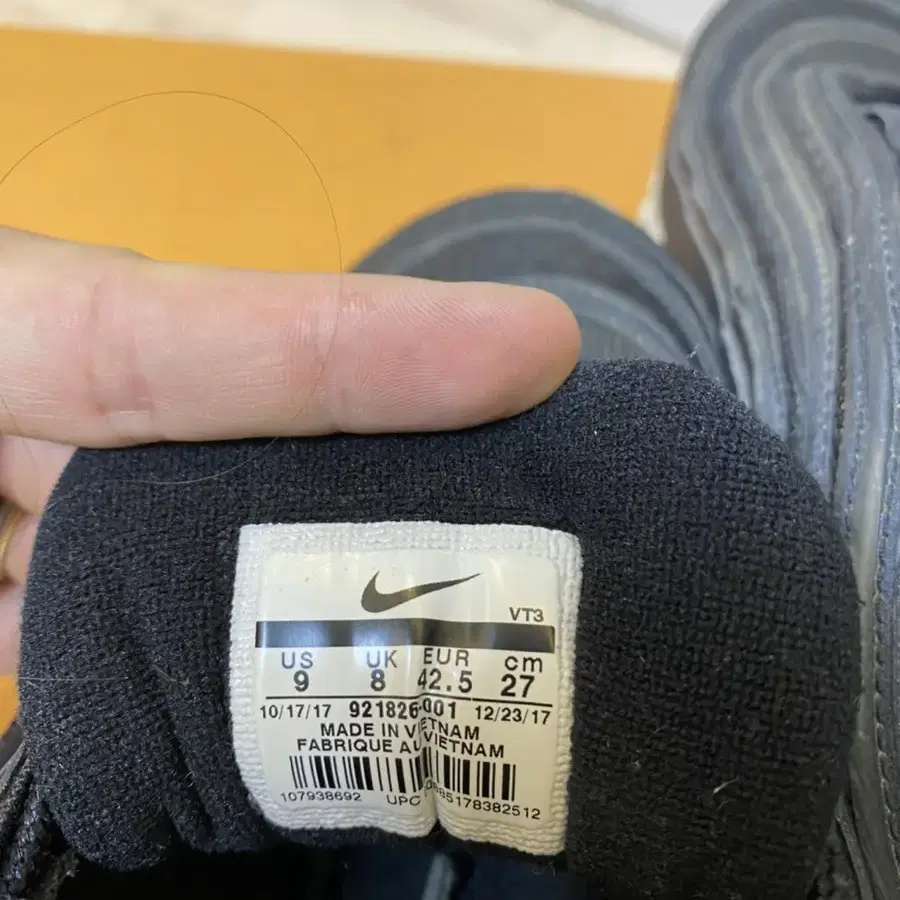 VT3
US UK EUR cm
9 8 42.5 27
10/17/17 921826-001 12/23/17
MADE IN VIETNAM
FABRIQUE AU VIETNAM
107938692 UPC